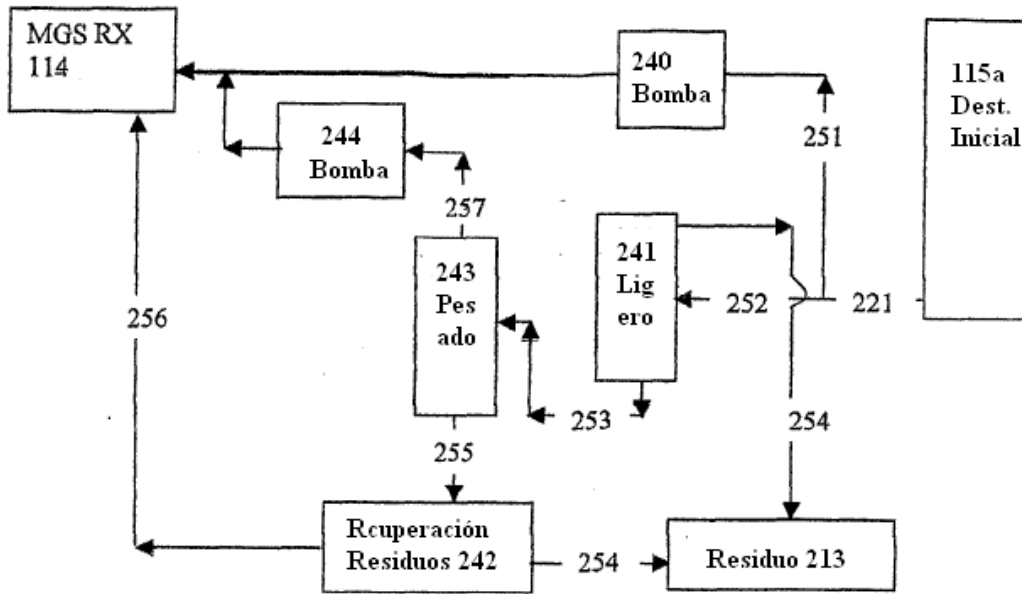 MGS RX
114
240
Bomba
115a
Dest.
Inicial
244
Bomba
251
257
243
Pes
ado
241
Lig
ero
252
221
256
253
254
255
Rcuperación
Residuos 242
254
Residuo 213